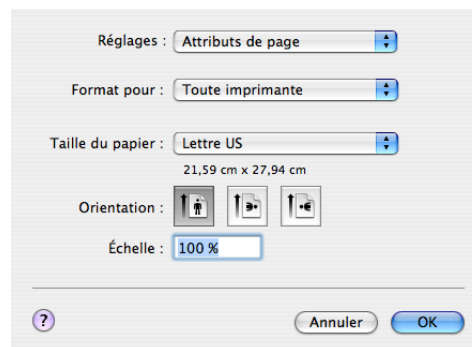 Réglages : Attributs de page
Format pour : Toute imprimante
Taille du papier : Lettre US
21,59 cm x 27,94 cm
Orientation :
Échelle : 100 %
? Annuler OK